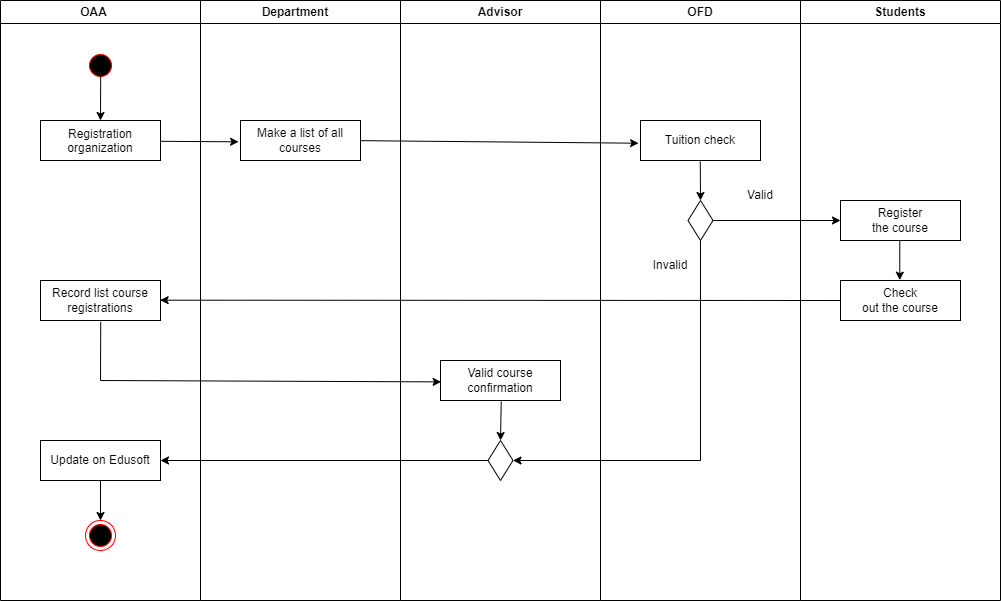 OAA
Department
Advisor
OFD
Students
Registration
organization
Make a list of all
courses
Tuition check
Valid
Register
the course
Invalid
Record list course
registrations
Check
out the course
Valid course
confirmation
Update on Edusoft